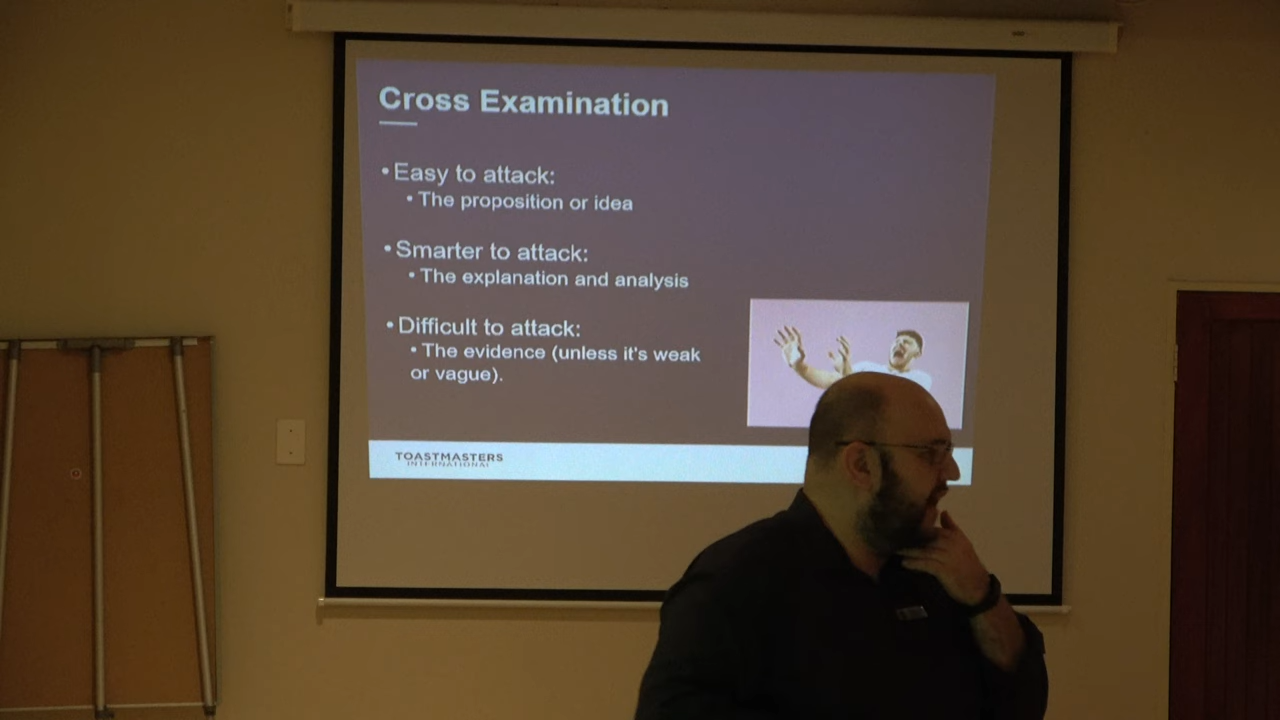 Cross Examination
• Easy to attack:
• The proposition or idea
• Smarter to attack:
• The explanation and analysis
• Difficult to attack:
• The evidence (unless it's weak
or vague).
TOASTMASTERS
INTERNATIONAL